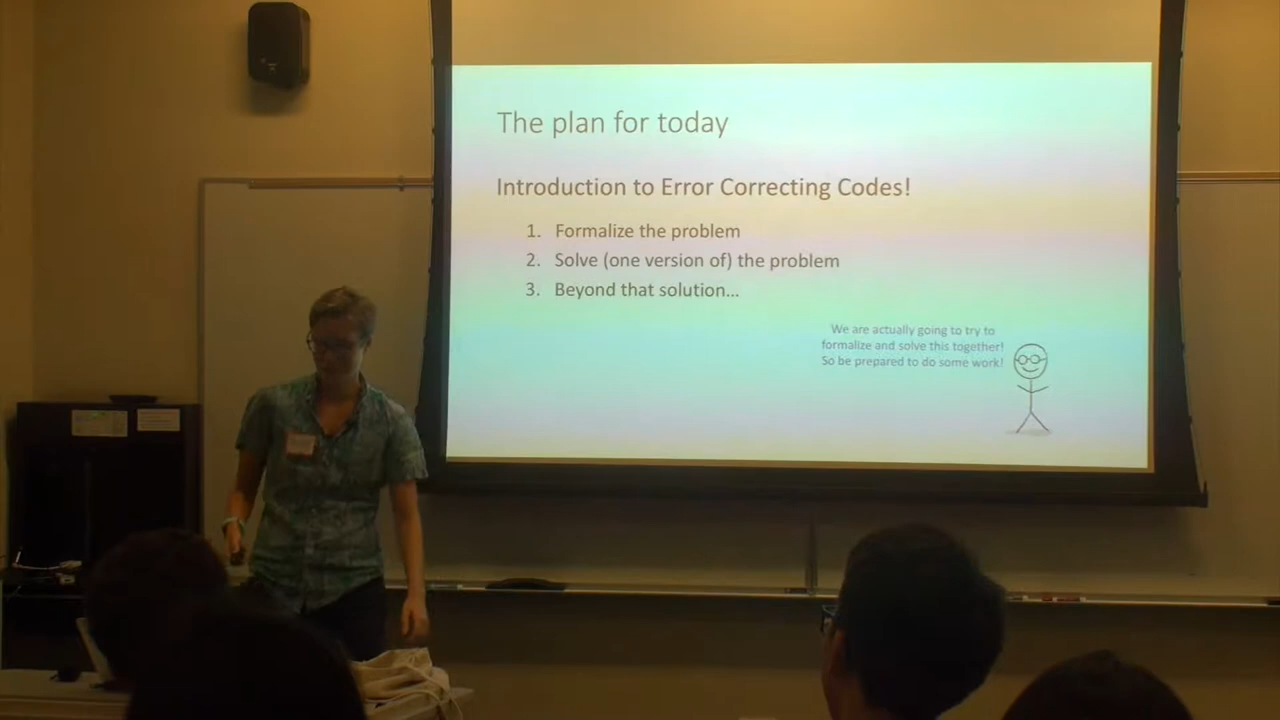 The plan for today
Introduction to Error Correcting Codes!
1. Formalize the problem
2. Solve (one version of) the problem
3. Beyond that solution…
We are actually going to try to
formalize and solve this together!
So be prepared to do some work!